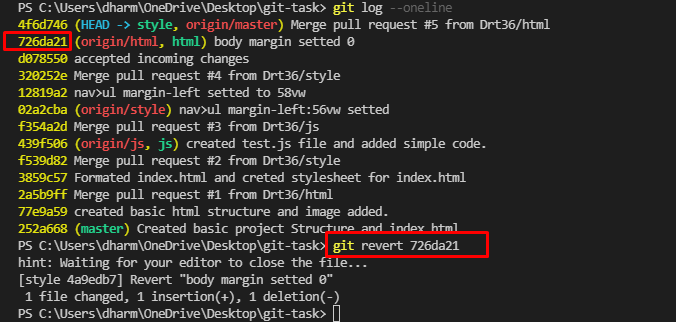 PS C:\Users\dharm\OneDrive\Desktop\git-task> git log --oneline
4f6d746 (HEAD -> style, origin/master) Merge pull request #5 from Drt36/html
726da21 (origin/html, html) body margin setted 0
d078550 accepted incoming changes
320252e Merge pull request #4 from Drt36/style
12819a2 nav>ul margin-left setted to 58vw
02a2cba (origin/style) nav>ul margin-left:56vw setted
f354a2d Merge pull request #3 from Drt36/js
439f506 (origin/js, js) created test.js file and added simple code.
f539d82 Merge pull request #2 from Drt36/style
3859c57 Formated index.html and creted stylesheet for index.html
2a5b9ff Merge pull request #1 from Drt36/html
77e9a59 created basic html structure and image added.
252a668 (master) Created basic project Structure and index.html
PS C:\Users\dharm\OneDrive\Desktop\git-task> git revert 726da21
hint: Waiting for your editor to close the file...
[style 4a9edb7] Revert "body margin setted 0"
1 file changed, 1 insertion(+), 1 deletion(-)
PS C:\Users\dharm\OneDrive\Desktop\git-task>